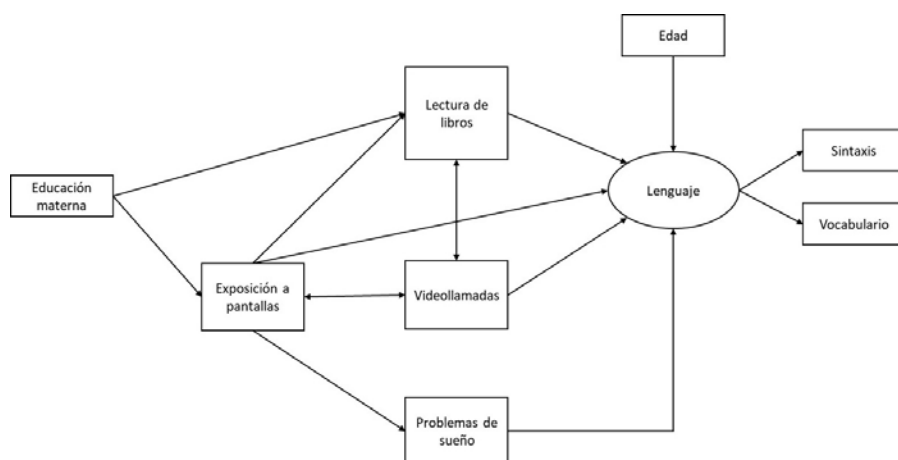 Edad
Lectura de
libros
Sintaxis
Educación
materna
Lenguaje
Vocabulario
Exposición a
pantallas
Videollamadas
Problemas de
sueño